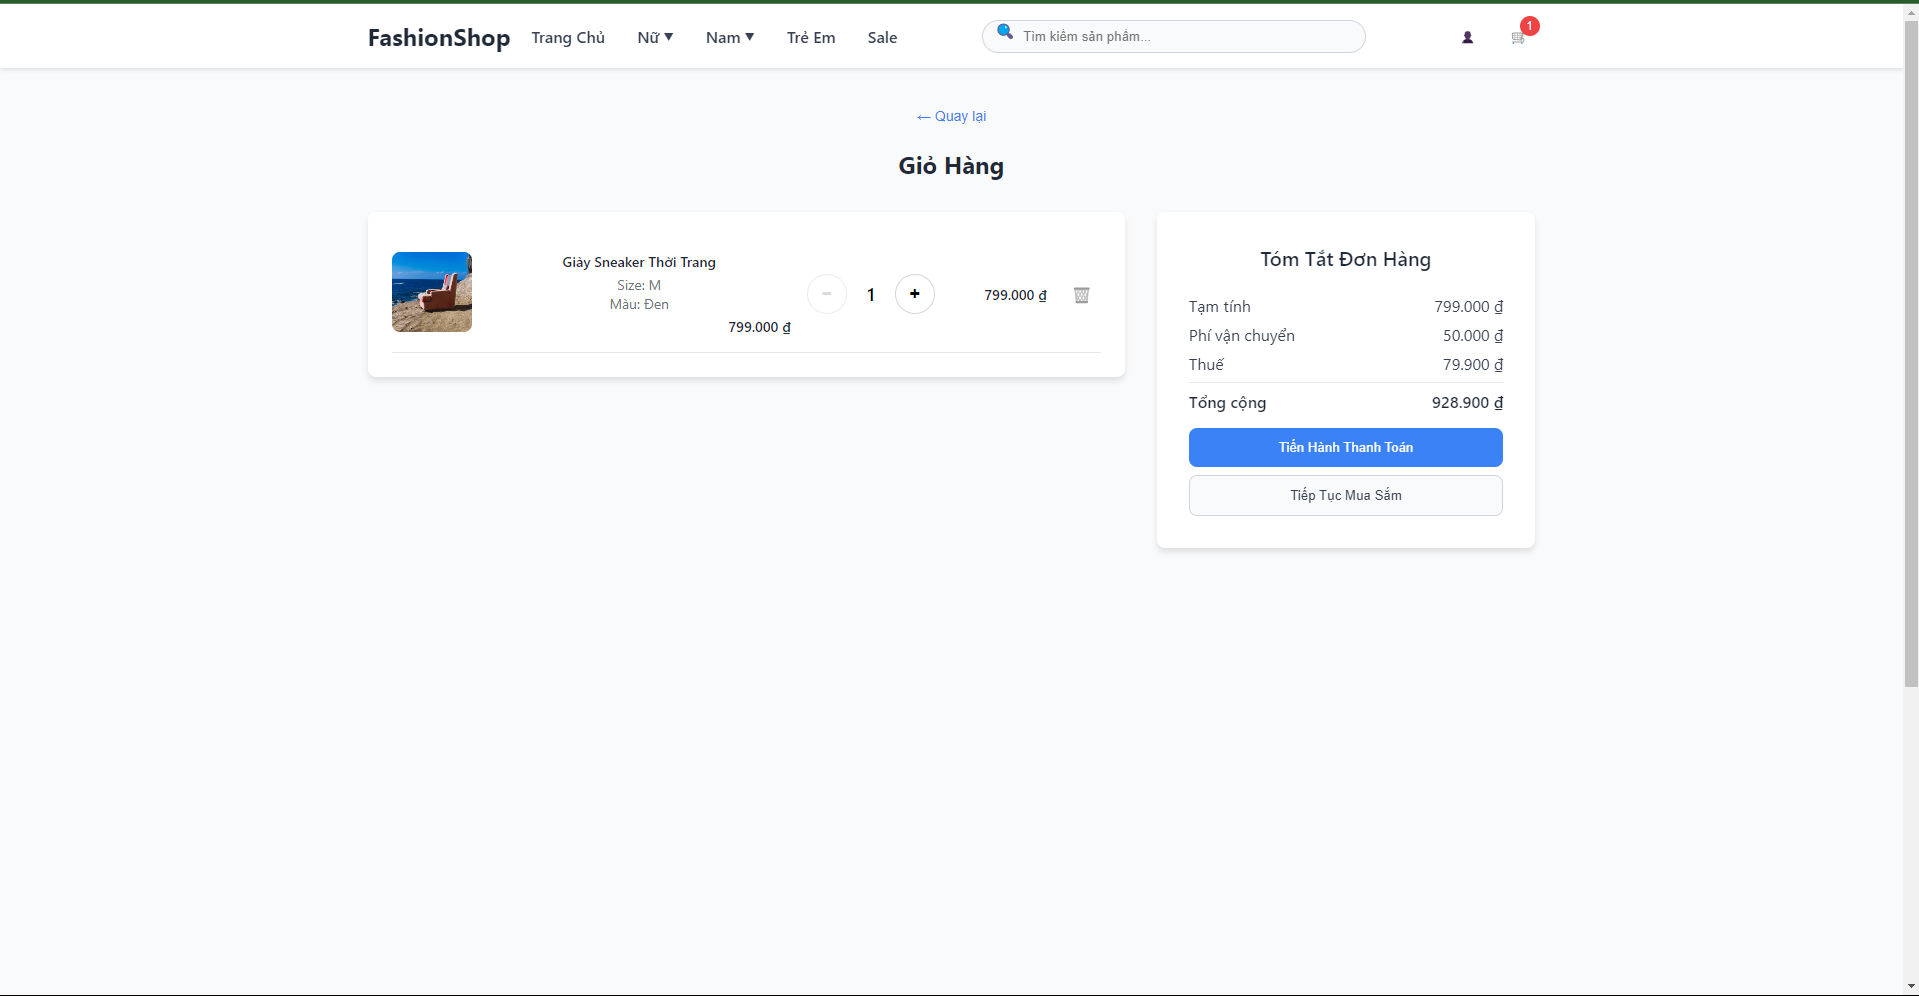 FashionShop Trang Chủ Nữ ▼ Nam ▼ Trẻ Em Sale Tìm kiếm sản phẩm... 1
← Quay lại
Giỏ Hàng
Giày Sneaker Thời Trang
Size: M
Màu: Đen
799.000 ₫
− 1 +
799.000 ₫
Tóm Tắt Đơn Hàng
Tạm tính 799.000 ₫
Phí vận chuyển 50.000 ₫
Thuế 79.900 ₫
Tổng cộng 928.900 ₫
Tiến Hành Thanh Toán
Tiếp Tục Mua Sắm